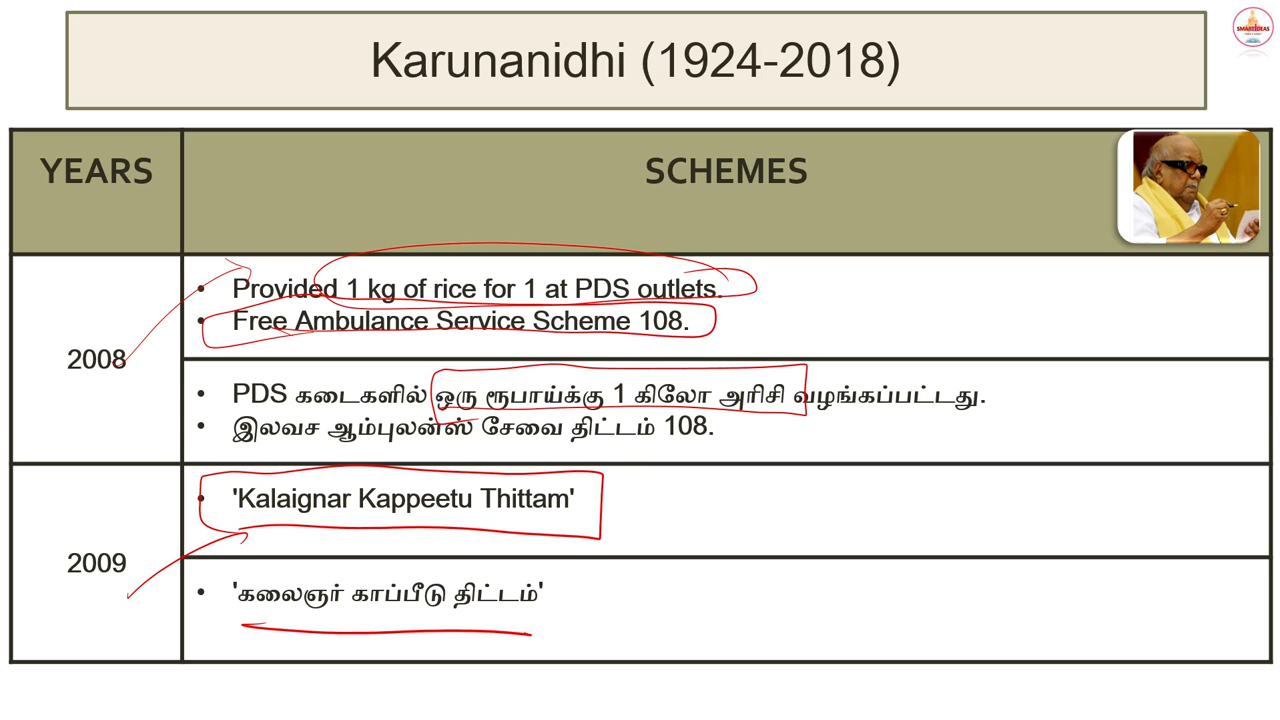 Karunanidhi (1924-2018)
SMART IDEAS
YEARS
SCHEMES
2008
• Provided 1 kg of rice for 1 at PDS outlets.
• Free Ambulance Service Scheme 108.
• PDS கடைகளில் ஒரு ரூபாய்க்கு 1 கிலோ அரிசி வழங்கப்பட்டது.
• இலவச ஆம்புலன்ஸ் சேவை திட்டம் 108.
2009
• 'Kalaignar Kappeetu Thittam'
• 'கலைஞர் காப்பீடு திட்டம்'